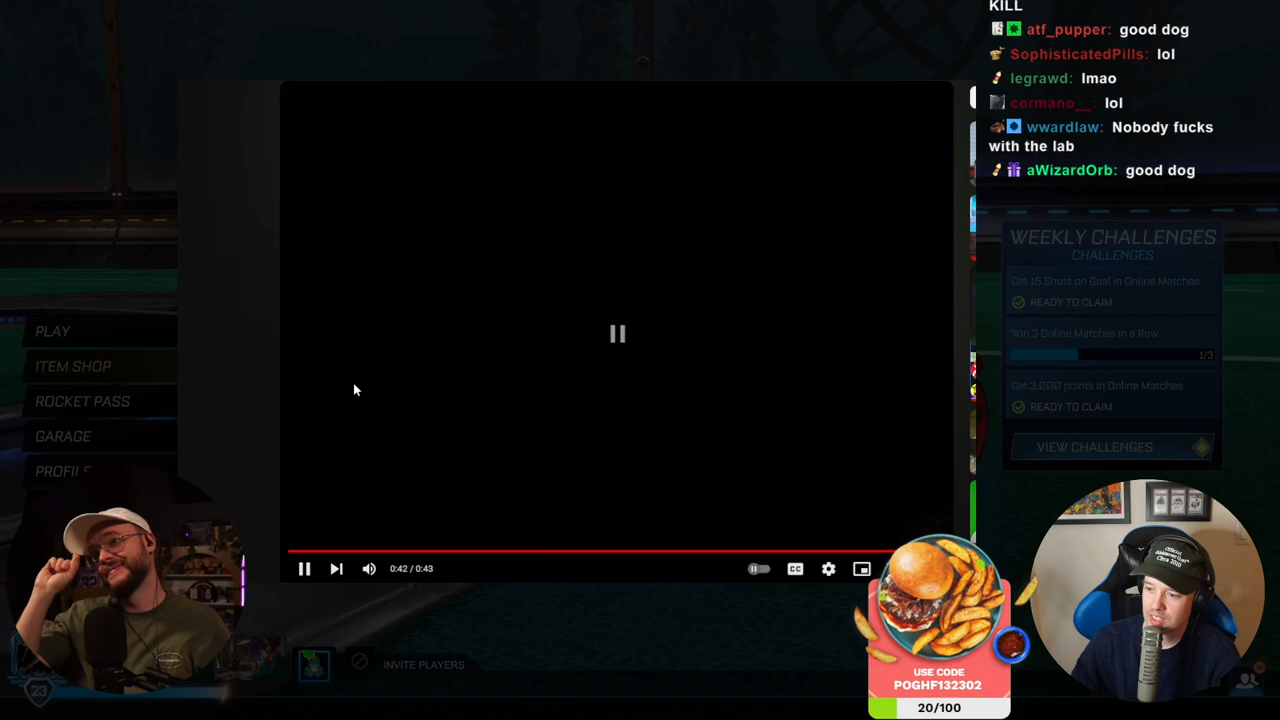 KILL
atf_pupper: good dog
SophisticatedPills: lol
legrawd: lmao
cormano__: lol
wwardlaw: Nobody fucks
with the lab
aWizardOrb: good dog
WEEKLY CHALLENGES
CHALLENGES
Get 15 Shots on Goal in Online Matches
READY TO CLAIM
Win 3 Online Matches in a Row
1/3
Get 3,000 points in Online Matches
READY TO CLAIM
VIEW CHALLENGES
PLAY
ITEM SHOP
ROCKET PASS
GARAGE
PROFILE
0:42 / 0:43
CC
INVITE PLAYERS
23
USE CODE
POGHF132302
20/100